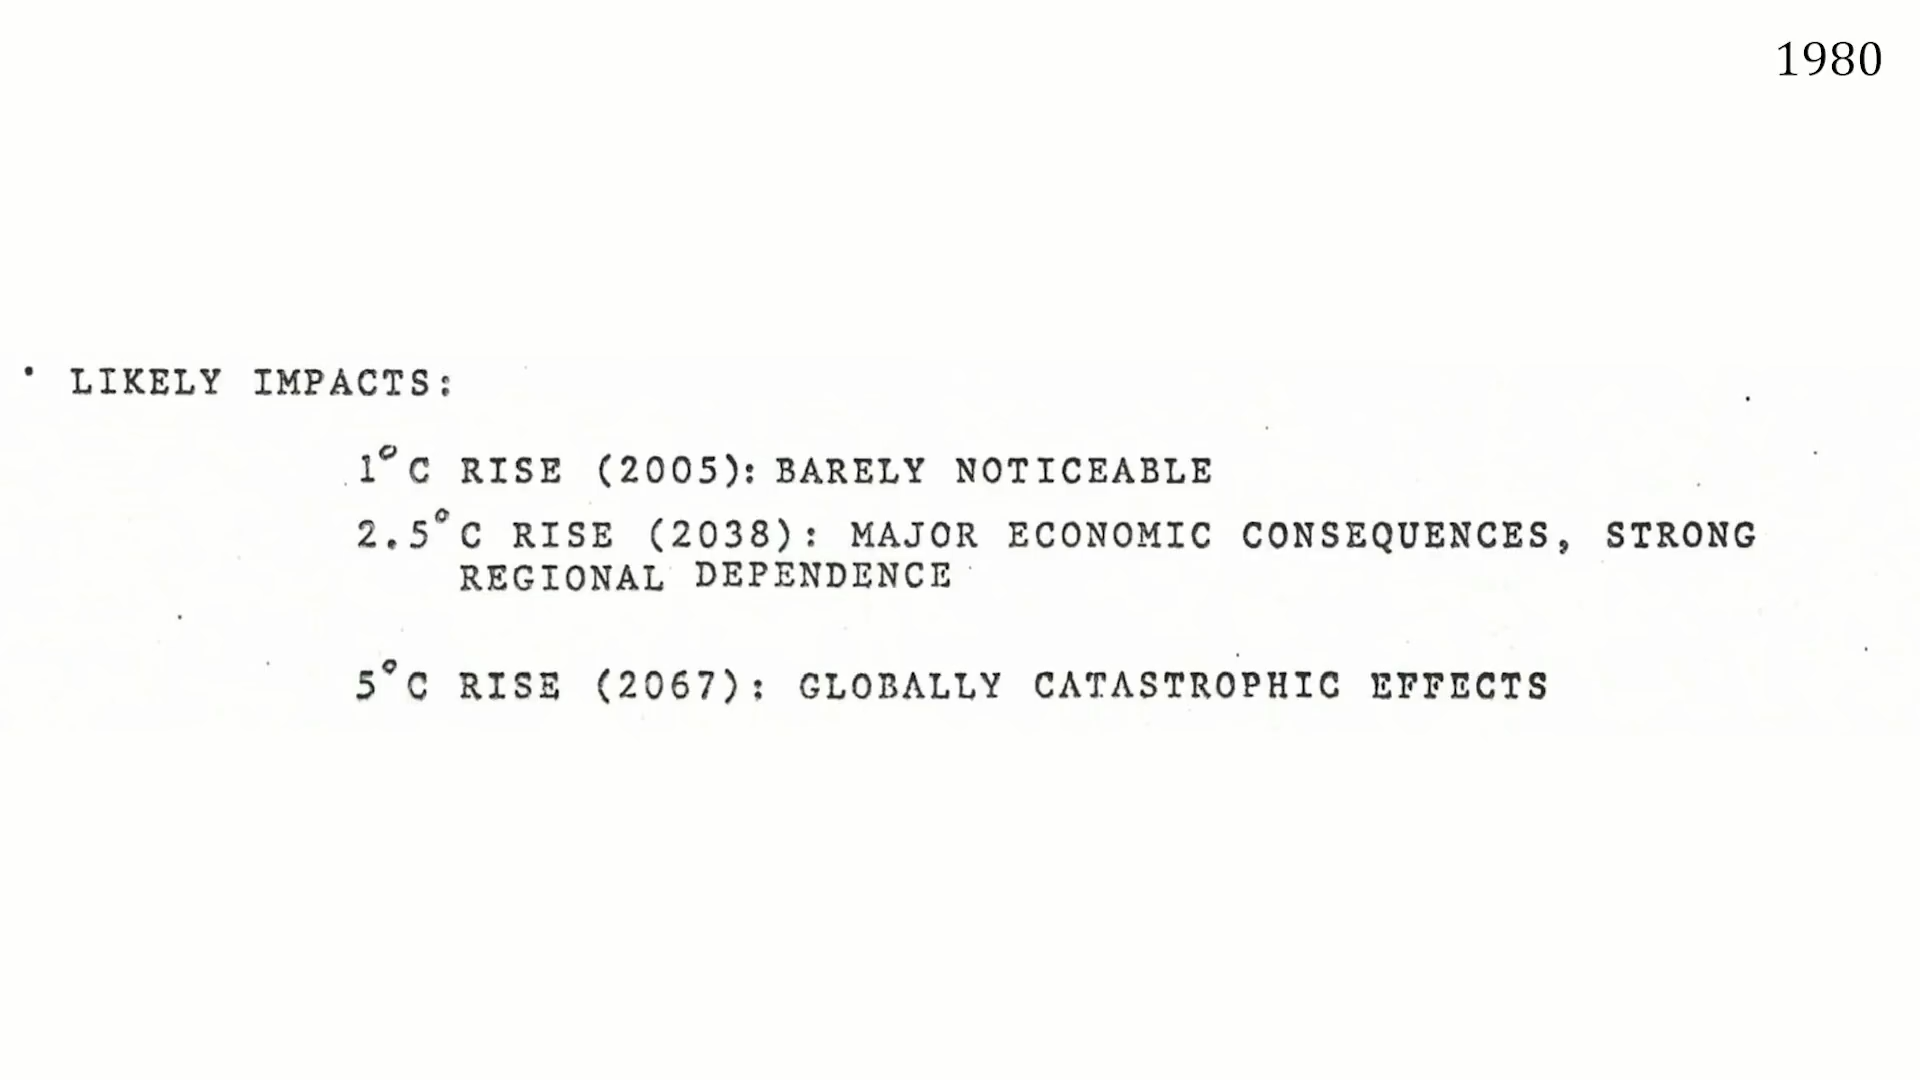 1980
• LIKELY IMPACTS:
1°C RISE (2005): BARELY NOTICEABLE
2.5°C RISE (2038): MAJOR ECONOMIC CONSEQUENCES, STRONG
REGIONAL DEPENDENCE
5°C RISE (2067): GLOBALLY CATASTROPHIC EFFECTS